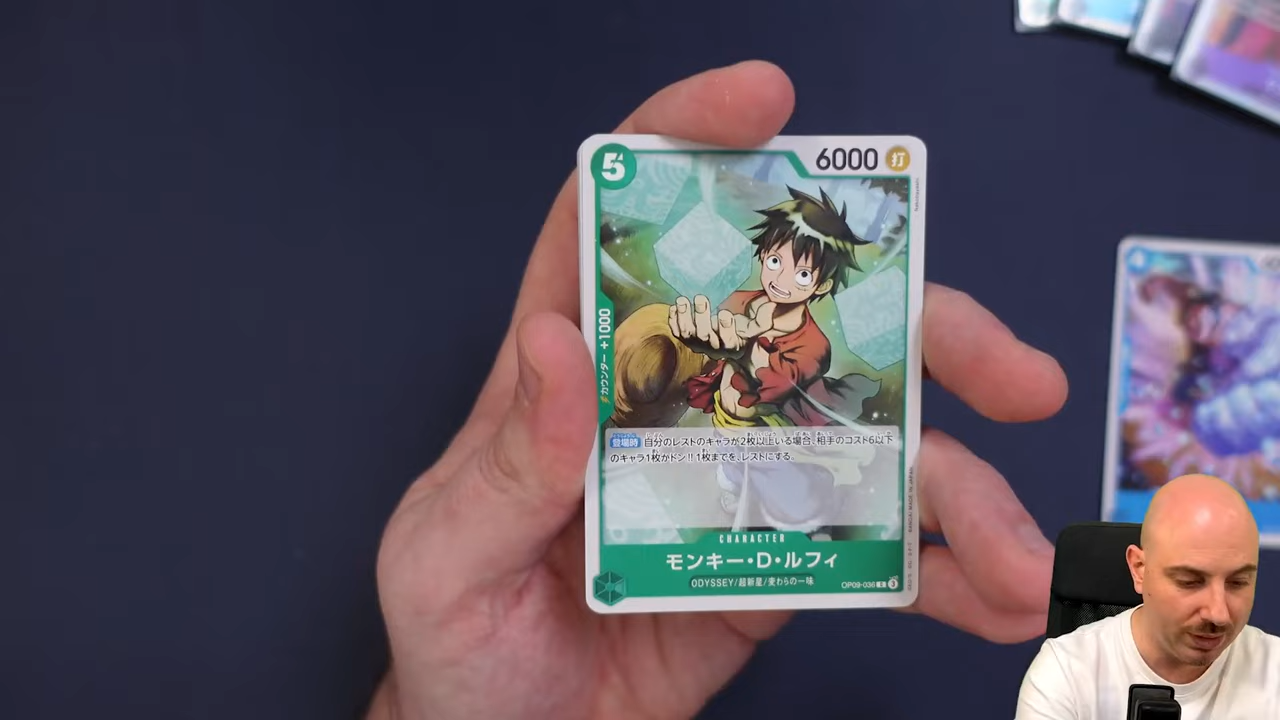 5
6000 打
カウンター +1000
登場時 自分のレストのキャラが2枚以上いる場合、相手のコスト6以下
のキャラ1枚かドン!!1枚までを、レストにする。
CHARACTER
モンキー・D・ルフィ
ODYSSEY/超新星/麦わらの一味
OP09-036